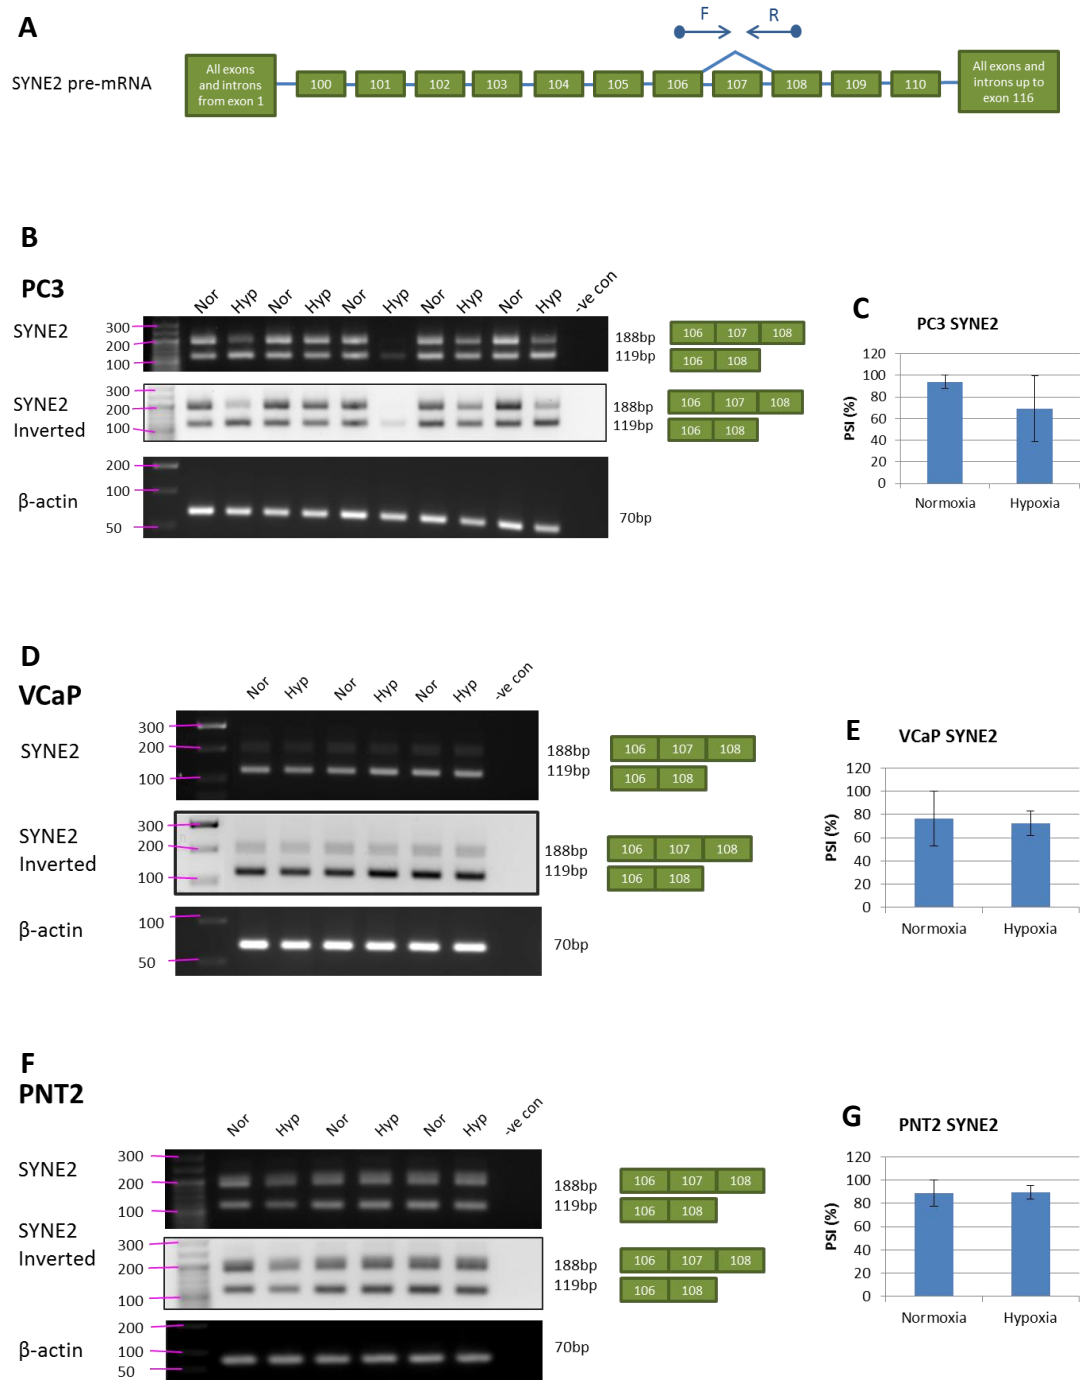 A
F R
SYNE2 pre-mRNA
All exons
and introns
from exon 1
100 101 102 103 104 105 106 107 108 109 110
All exons and
introns up to
exon 116
B
PC3
Nor Hyp Nor Hyp Nor Hyp Nor Hyp Nor Hyp -ve con
SYNE2
300
200
100
188bp
119bp
106 107 108
106 108
SYNE2
Inverted
300
200
100
188bp
119bp
106 107 108
106 108
β-actin
200
100
50
70bp
C
PC3 SYNE2
PSI (%)
120
100
80
60
40
20
0
Normoxia Hypoxia
D
VCaP
Nor Hyp Nor Hyp Nor Hyp -ve con
SYNE2
300
200
100
188bp
119bp
106 107 108
106 108
SYNE2
Inverted
300
200
100
188bp
119bp
106 107 108
106 108
β-actin
100
50
70bp
E
VCaP SYNE2
PSI (%)
120
100
80
60
40
20
0
Normoxia Hypoxia
F
PNT2
Nor Hyp Nor Hyp Nor Hyp -ve con
SYNE2
300
200
100
188bp
119bp
106 107 108
106 108
SYNE2
Inverted
300
200
100
188bp
119bp
106 107 108
106 108
β-actin
200
100
50
70bp
G
PNT2 SYNE2
PSI (%)
120
100
80
60
40
20
0
Normoxia Hypoxia